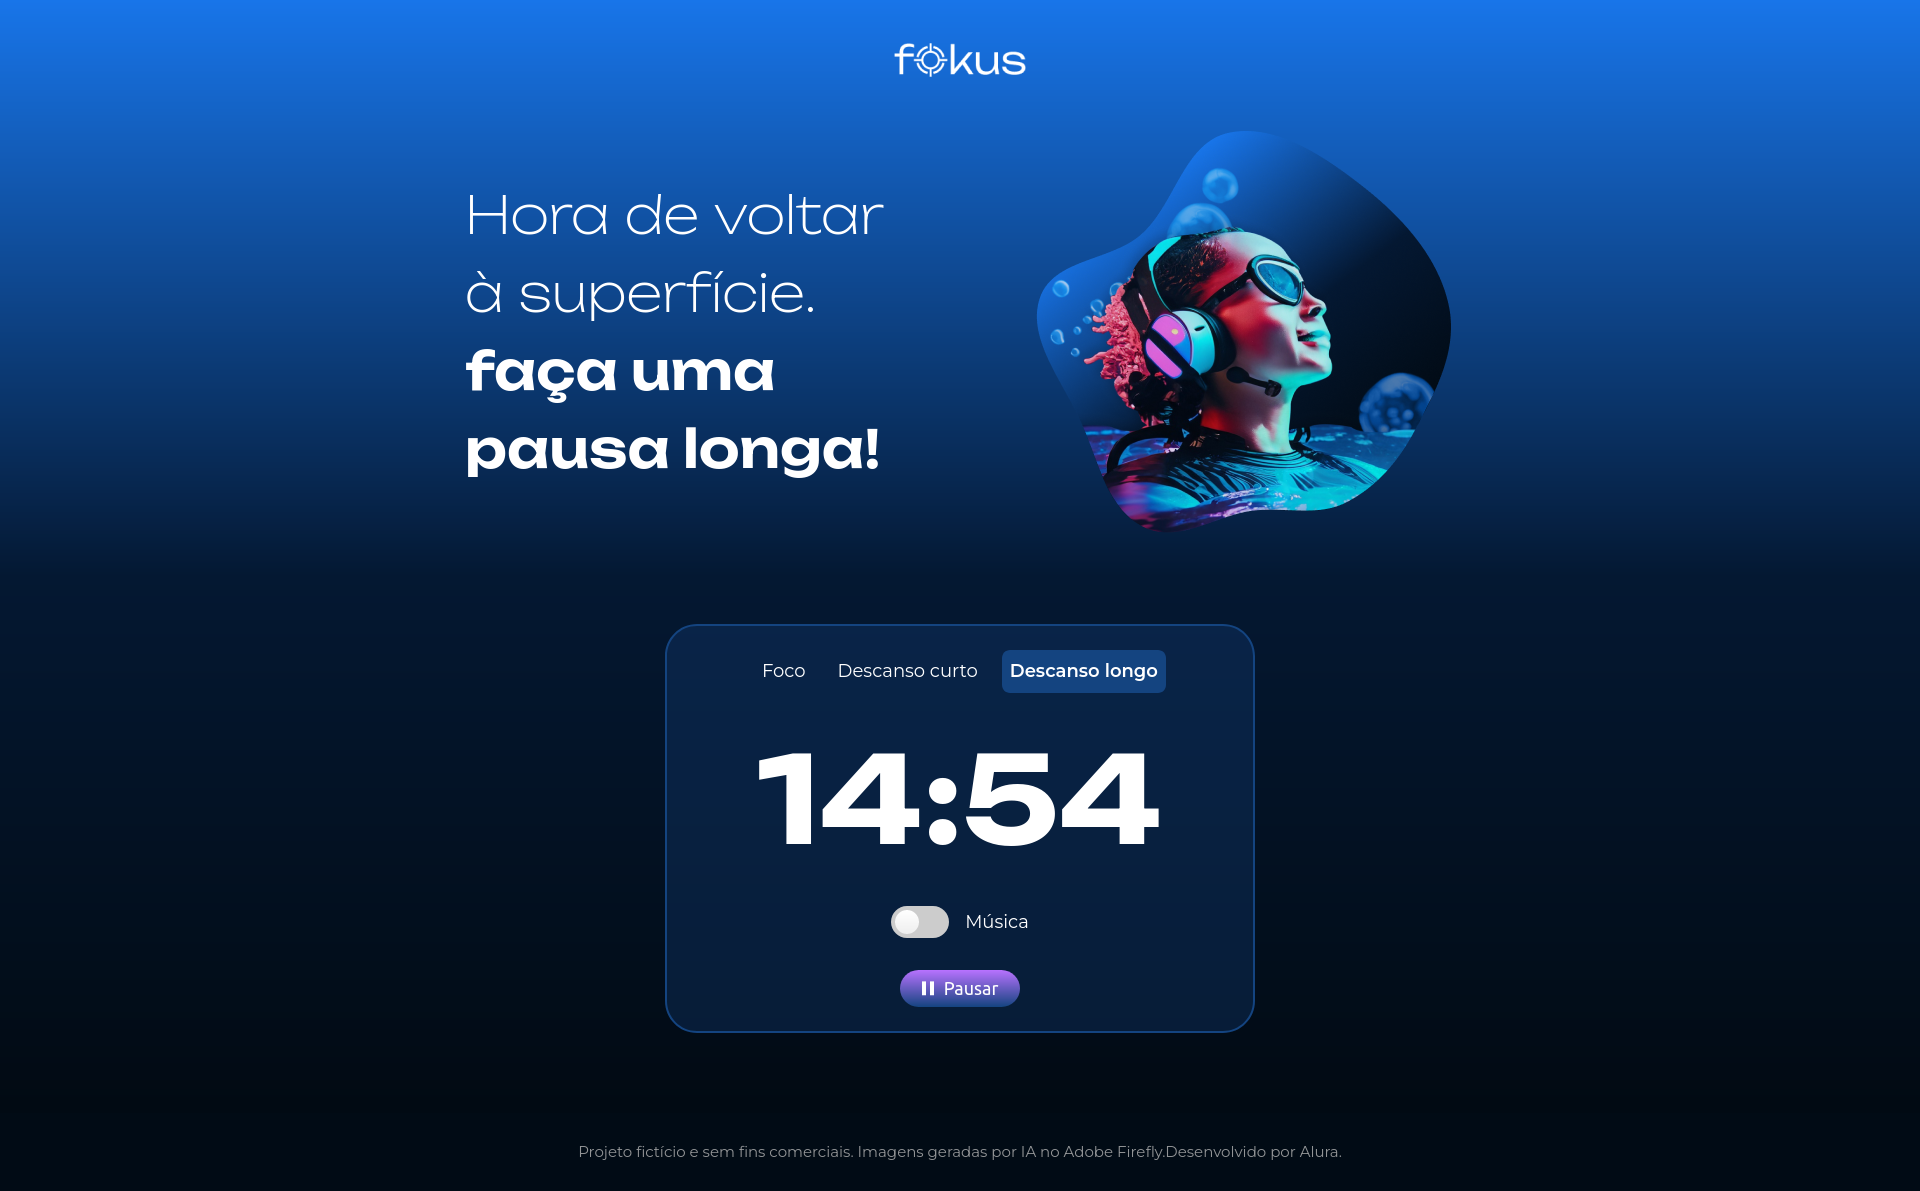 fokus
Hora de voltar
à superfície.
faça uma
pausa longa!
Foco Descanso curto Descanso longo
14:54
Música
Pausar
Projeto fictício e sem fins comerciais. Imagens geradas por IA no Adobe Firefly.Desenvolvido por Alura.